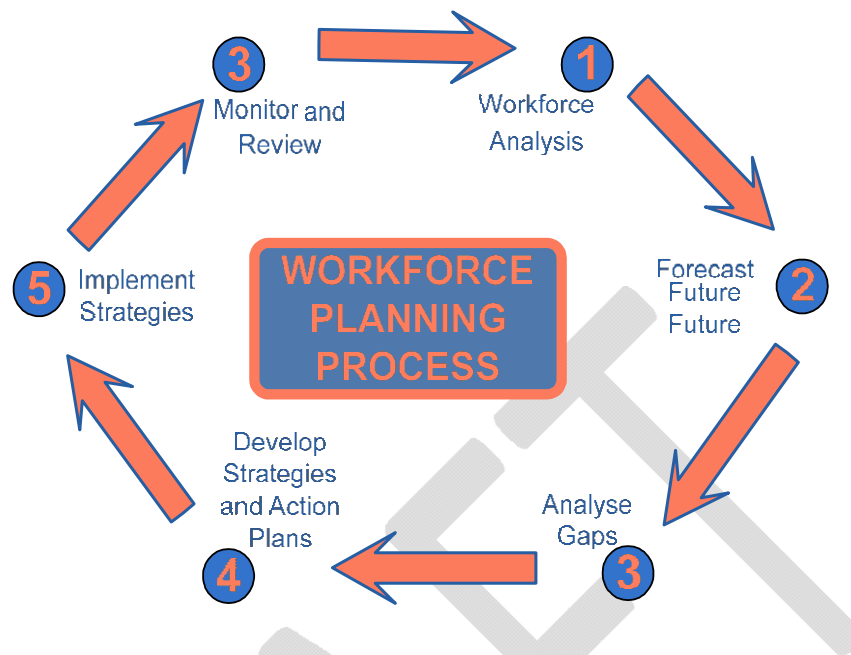 3
Monitor and
Review
1
Workforce
Analysis
2
Forecast
Future
Future
3
Analyse
Gaps
4
Develop
Strategies
and Action
Plans
5
Implement
Strategies
WORKFORCE
PLANNING
PROCESS